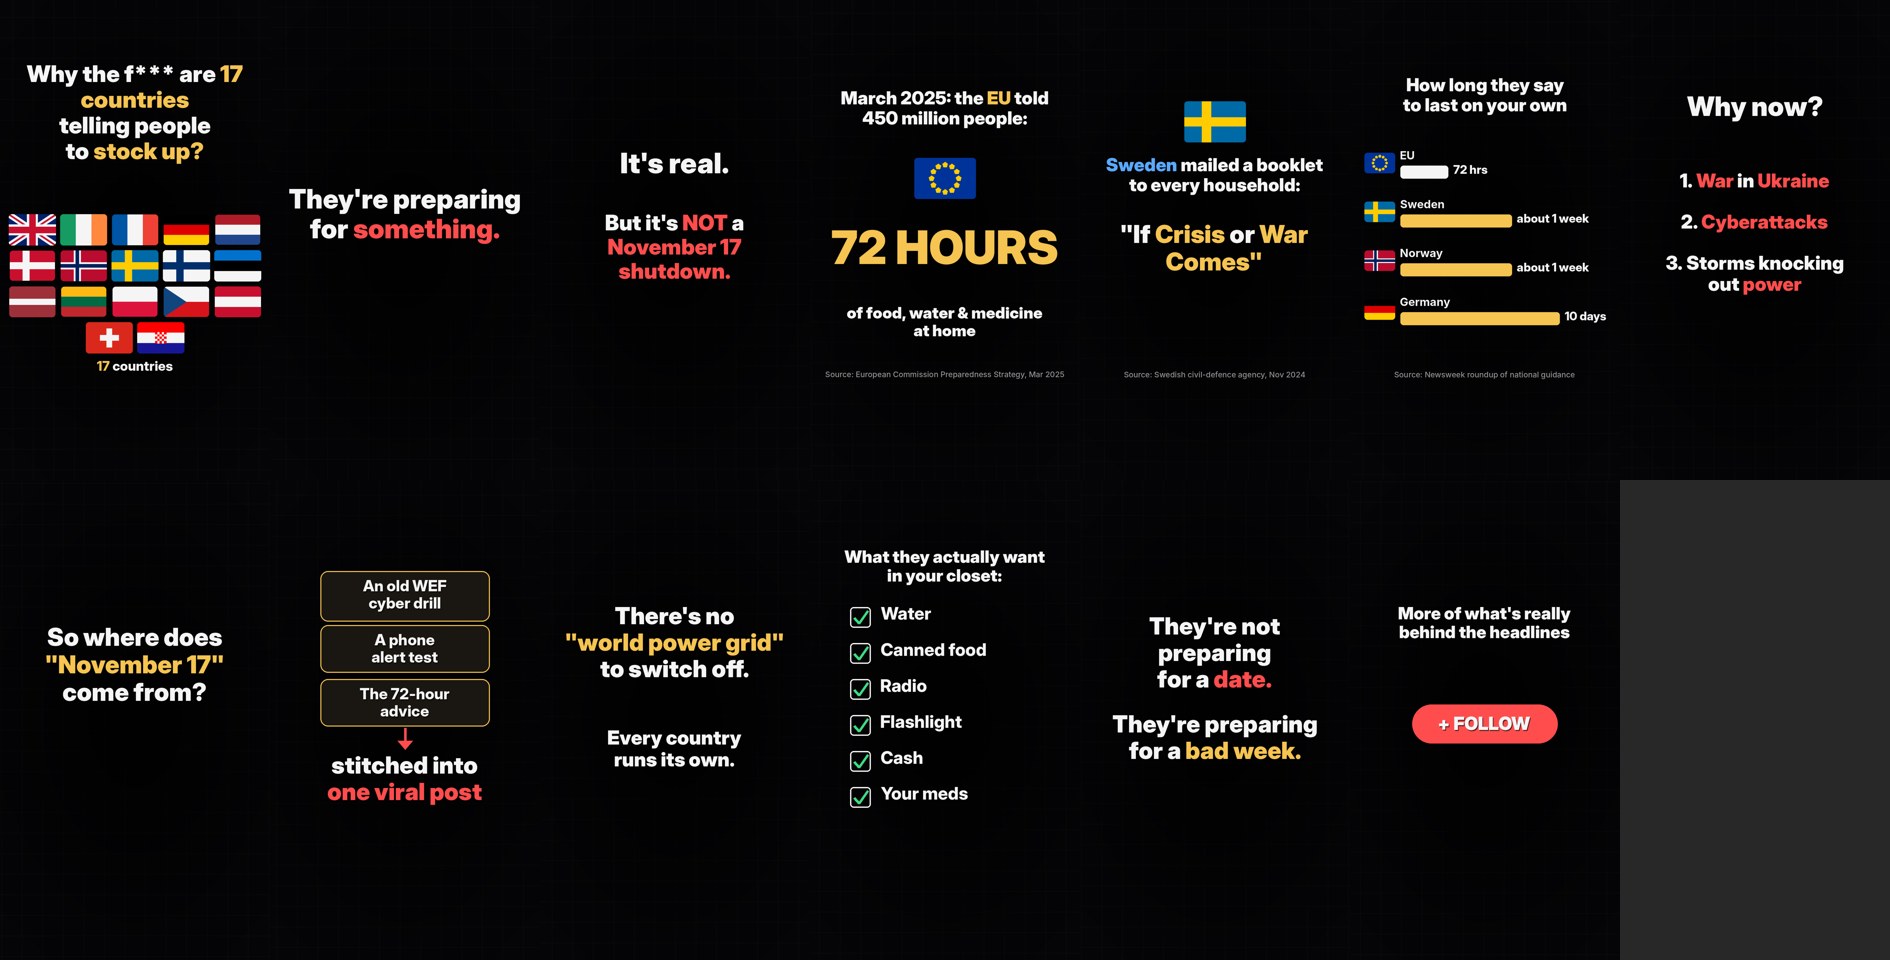 Why the f*** are 17
countries
telling people
to stock up?
17 countries
They're preparing
for something.
It's real.
But it's NOT a
November 17
shutdown.
March 2025: the EU told
450 million people:
72 HOURS
of food, water & medicine
at home
Source: European Commission Preparedness Strategy, Mar 2025
Sweden mailed a booklet
to every household:
"If Crisis or War
Comes"
Source: Swedish civil-defence agency, Nov 2024
How long they say
to last on your own
EU
72 hrs
Sweden
about 1 week
Norway
about 1 week
Germany
10 days
Source: Newsweek roundup of national guidance
Why now?
1. War in Ukraine
2. Cyberattacks
3. Storms knocking
out power
So where does
"November 17"
come from?
An old WEF
cyber drill
A phone
alert test
The 72-hour
advice
stitched into
one viral post
There's no
"world power grid"
to switch off.
Every country
runs its own.
What they actually want
in your closet:
Water
Canned food
Radio
Flashlight
Cash
Your meds
They're not
preparing
for a date.
They're preparing
for a bad week.
More of what's really
behind the headlines
+ FOLLOW